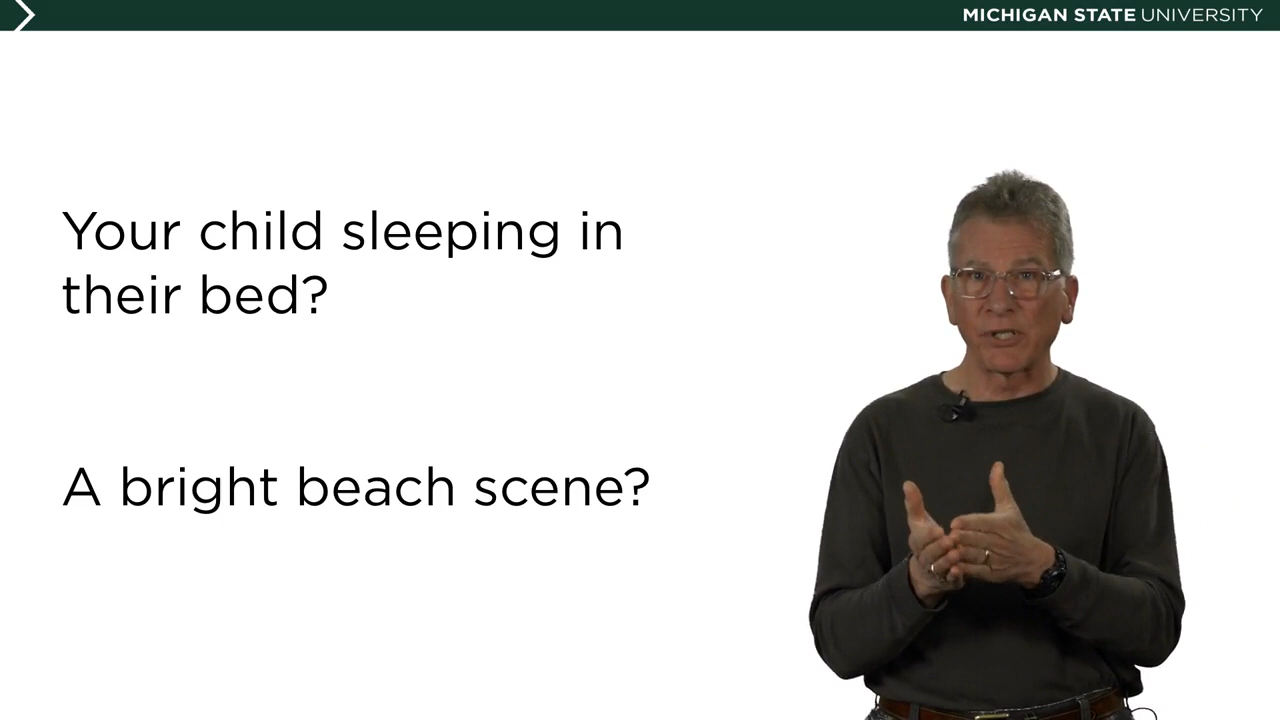 MICHIGAN STATE UNIVERSITY
Your child sleeping in
their bed?
A bright beach scene?